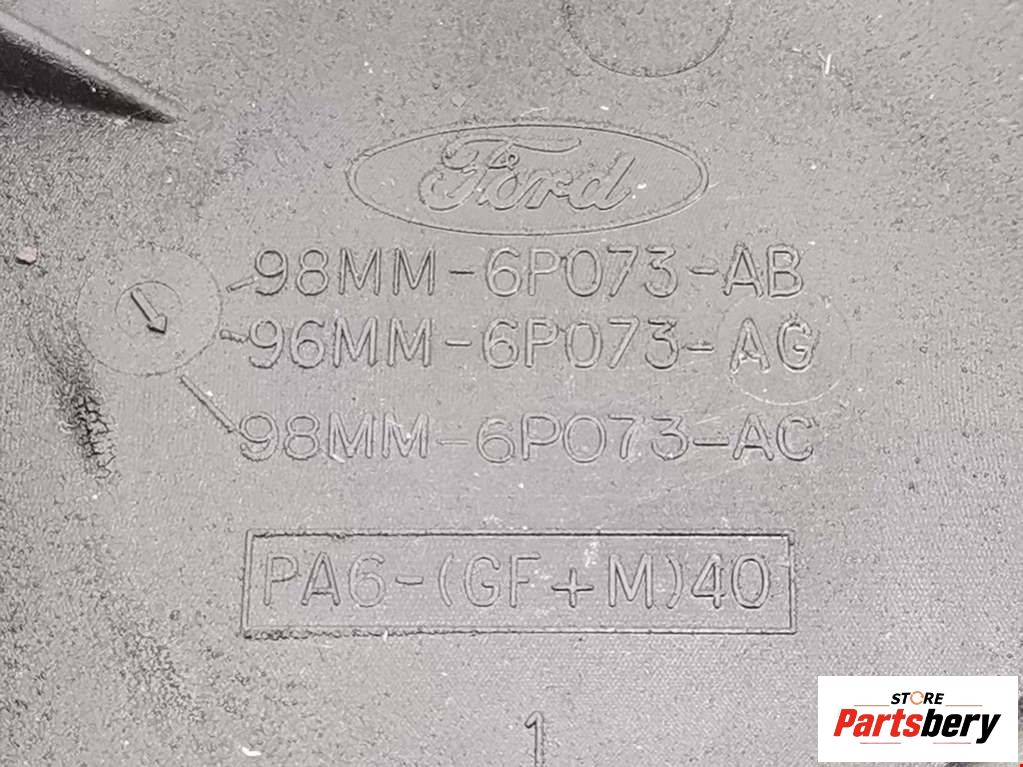 Ford
98MM-6P073-AB
96MM-6P073-AG
98MM-6P073-AC
PA6-(GF+M)40
1
STORE
Partsbery